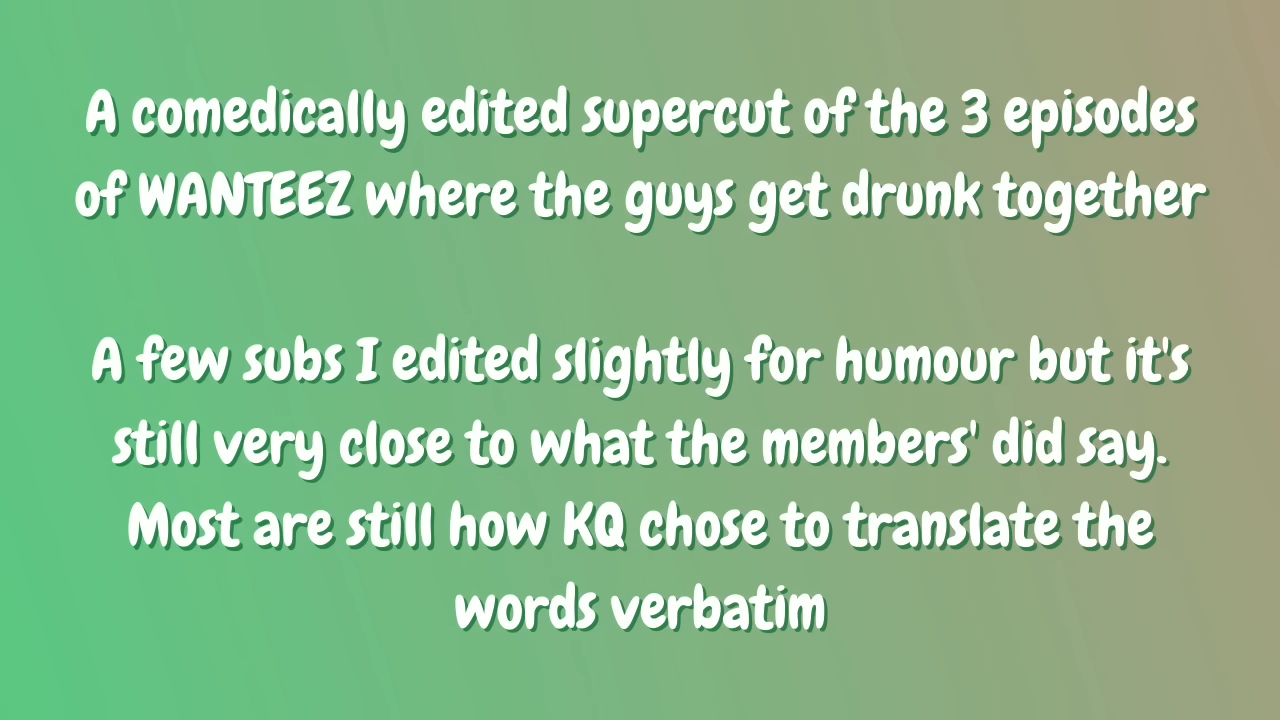 A comedically edited supercut of the 3 episodes
of WANTEEZ where the guys get drunk together
A few subs I edited slightly for humour but it's
still very close to what the members' did say.
Most are still how KQ chose to translate the
words verbatim